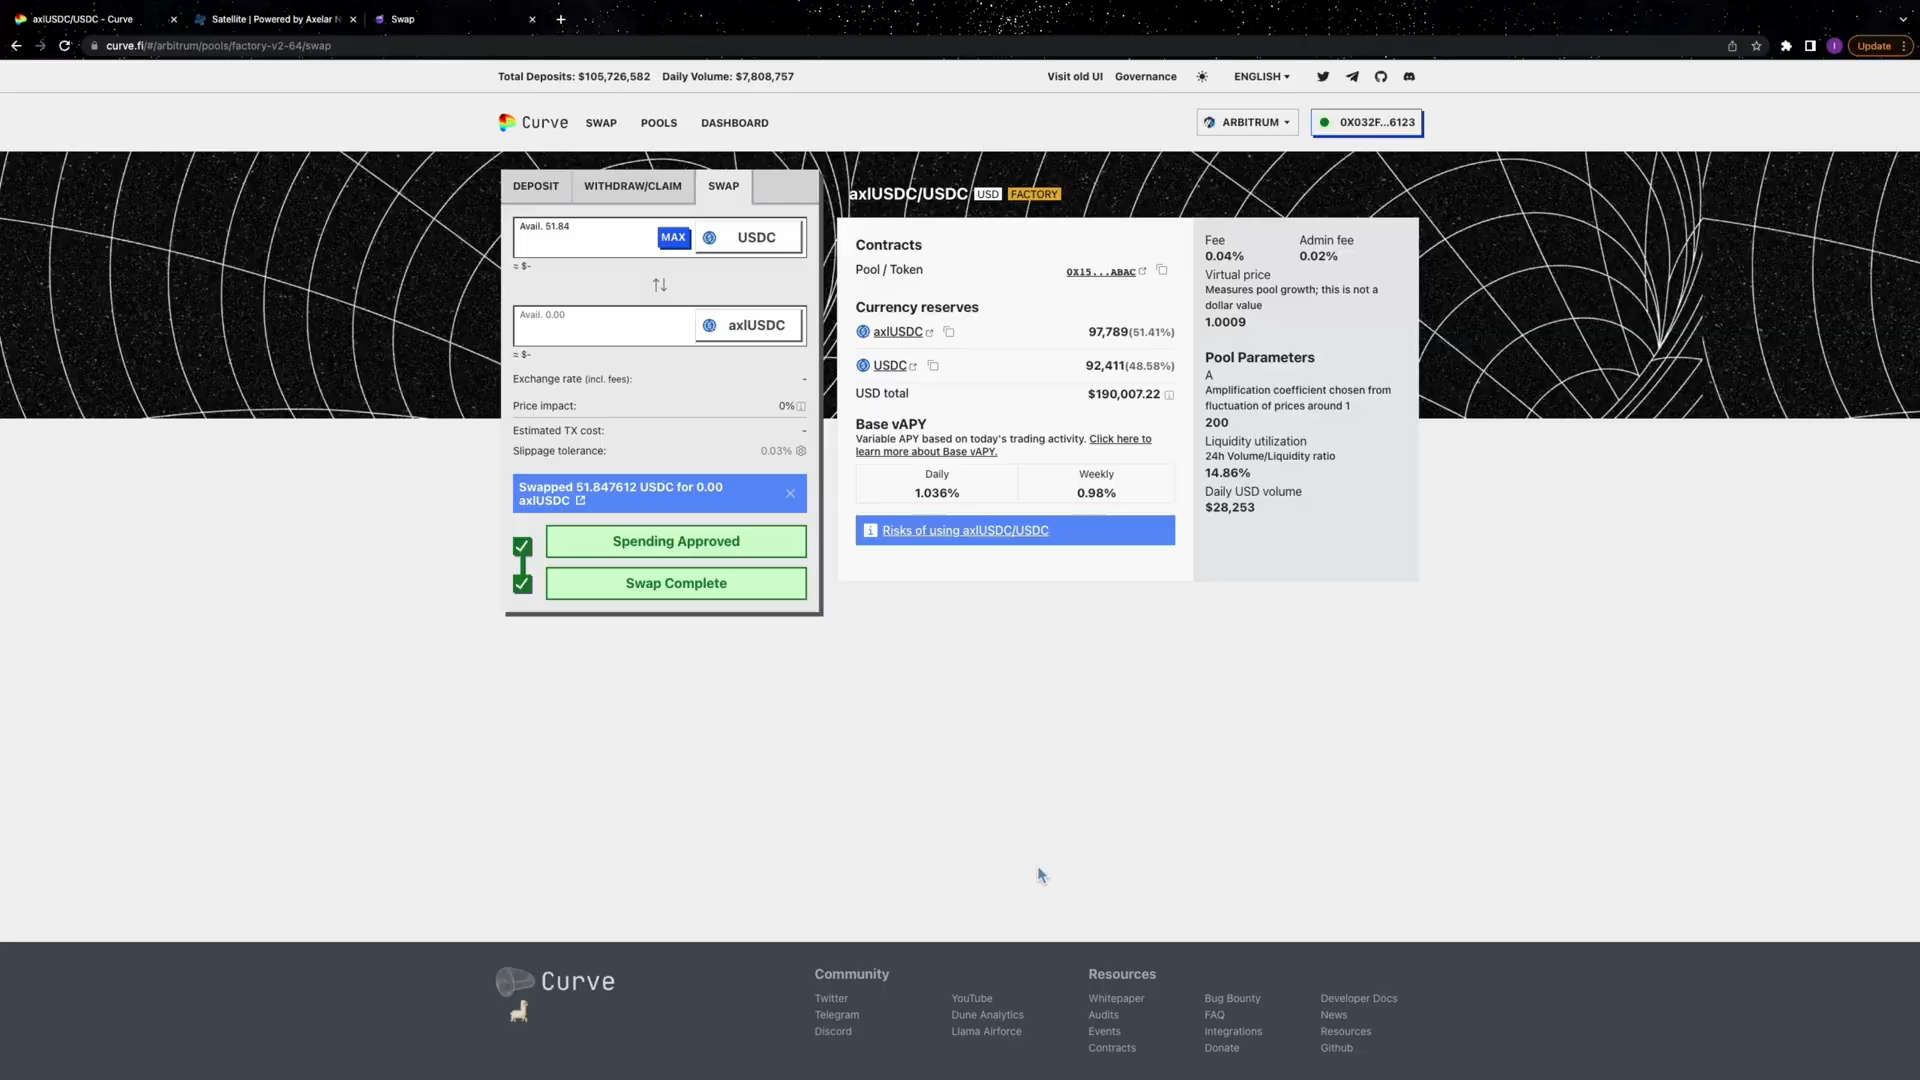 axlUSDC/USDC - Curve
Satellite | Powered by Axelar N
Swap
curve.fi/#/arbitrum/pools/factory-v2-64/swap
I
Update
Total Deposits: $105,726,582 Daily Volume: $7,808,757
Visit old UI Governance ENGLISH
Curve SWAP POOLS DASHBOARD
ARBITRUM 0X032F...6123
DEPOSIT WITHDRAW/CLAIM SWAP
Avail. 51.84
MAX USDC
≈ $-
Avail. 0.00
axlUSDC
≈ $-
Exchange rate (incl. fees): -
Price impact: 0%
Estimated TX cost: -
Slippage tolerance: 0.03%
Swapped 51.847612 USDC for 0.00
axlUSDC
Spending Approved
Swap Complete
axlUSDC/USDC USD FACTORY
Contracts
Pool / Token 0X15...ABAC
Currency reserves
axlUSDC 97,789(51.41%)
USDC 92,411(48.58%)
USD total $190,007.22
Base vAPY
Variable APY based on today's trading activity. Click here to
learn more about Base vAPY.
Daily Weekly
1.036% 0.98%
Risks of using axlUSDC/USDC
Fee Admin fee
0.04% 0.02%
Virtual price
Measures pool growth; this is not a
dollar value
1.0009
Pool Parameters
A
Amplification coefficient chosen from
fluctuation of prices around 1
200
Liquidity utilization
24h Volume/Liquidity ratio
14.86%
Daily USD volume
$28,253
Curve
Community
Twitter YouTube
Telegram Dune Analytics
Discord Llama Airforce
Resources
Whitepaper Bug Bounty Developer Docs
Audits FAQ News
Events Integrations Resources
Contracts Donate Github